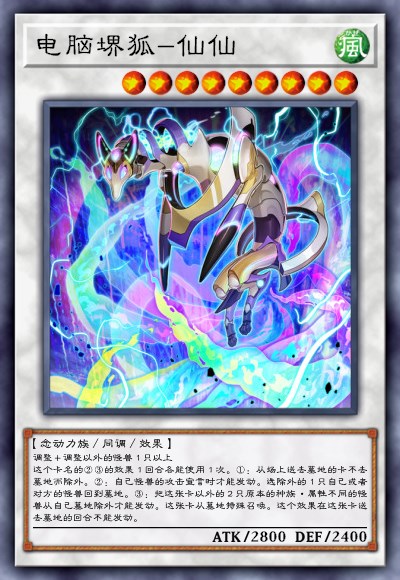 电脑堺狐-仙仙
風
【念动力族／同调／效果】
调整＋调整以外的怪兽1只以上
这个卡名的②③的效果1回合各能使用1次。①：从场上送去墓地的卡不去
墓地而除外。②：自己怪兽的攻击宣言时才能发动。选除外的1只自己或者
对方的怪兽回到墓地。③：把这张卡以外的2只原本的种族·属性不同的怪
兽从自己墓地除外才能发动。这张卡从墓地特殊召唤。这个效果在这张卡送
去墓地的回合不能发动。
ATK/2800 DEF/2400